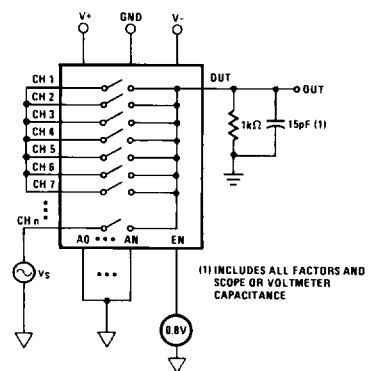 V+ GND V-
OUT
OUT
CH 1
CH 2
CH 3
CH 4
CH 5
CH 6
CH 7
CH n
1kΩ 15pF (1)
A0 AN EN
VS
(1) INCLUDES ALL FACTORS AND
SCOPE OR VOLTMETER
CAPACITANCE
0.8V